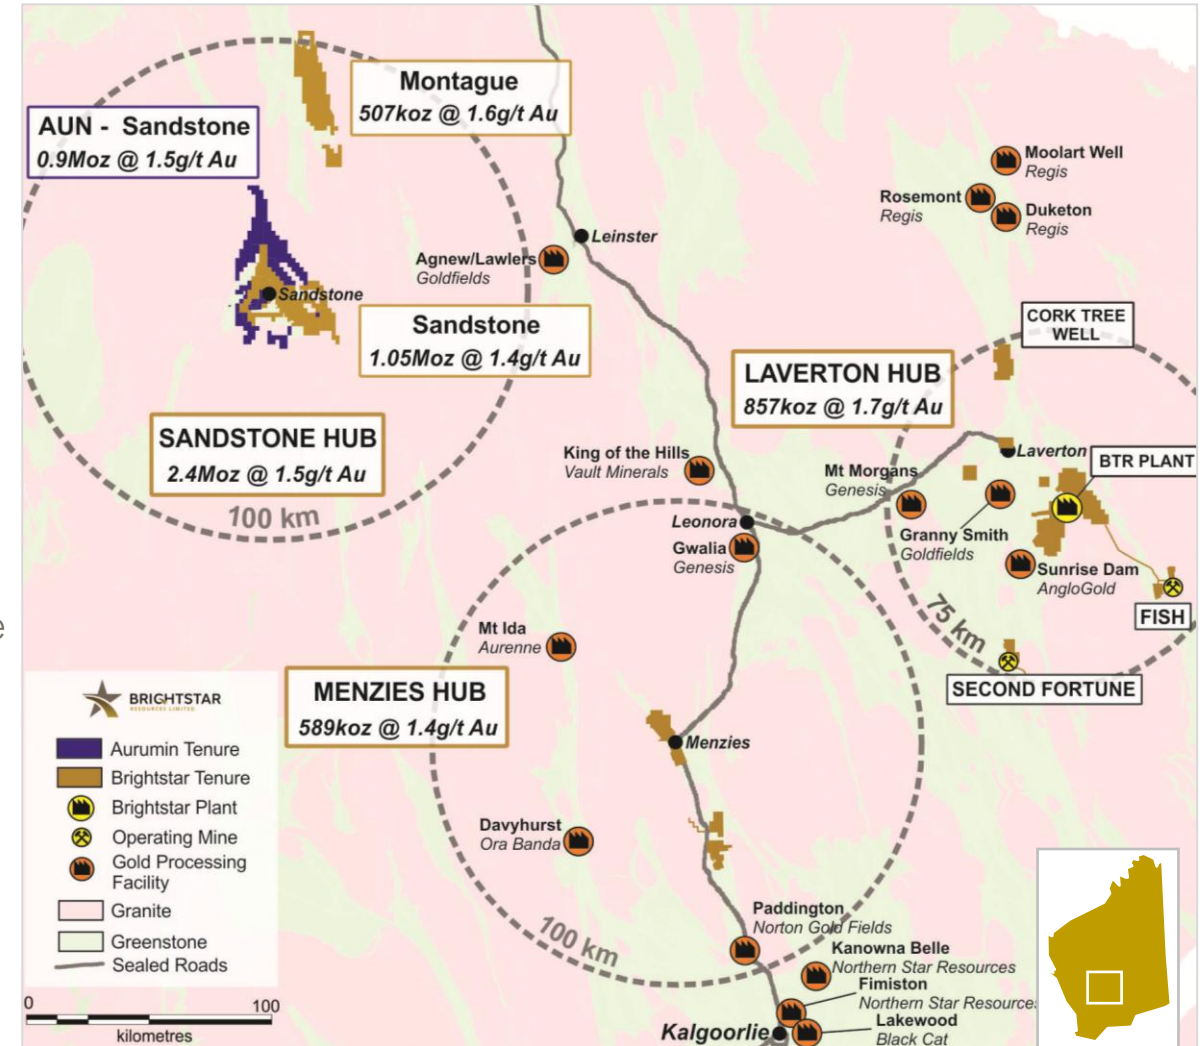 Montague
507koz @ 1.6g/t Au
AUN - Sandstone
0.9Moz @ 1.5g/t Au
Moolart Well
Regis
Rosemont
Regis
Duketon
Regis
Leinster
Agnew/Lawlers
Goldfields
Sandstone
Sandstone
1.05Moz @ 1.4g/t Au
CORK TREE
WELL
LAVERTON HUB
857koz @ 1.7g/t Au
SANDSTONE HUB
2.4Moz @ 1.5g/t Au
100 km
King of the Hills
Vault Minerals
Laverton
BTR PLANT
Mt Morgans
Genesis
Leonora
Granny Smith
Goldfields
Gwalia
Genesis
Sunrise Dam
AngloGold
75 km
FISH
Mt Ida
Aurenne
SECOND FORTUNE
MENZIES HUB
589koz @ 1.4g/t Au
Menzies
e
BRIGHTSTAR
RESOURCES LIMITED
Aurumin Tenure
Brightstar Tenure
Brightstar Plant
Operating Mine
Gold Processing
Facility
Granite
Greenstone
Sealed Roads
Davyhurst
Ora Banda
100 km
Paddington
Norton Gold Fields
Kanowna Belle
Northern Star Resources
Fimiston
Northern Star Resources
Lakewood
Black Cat
Kalgoorlie
0 100
kilometres